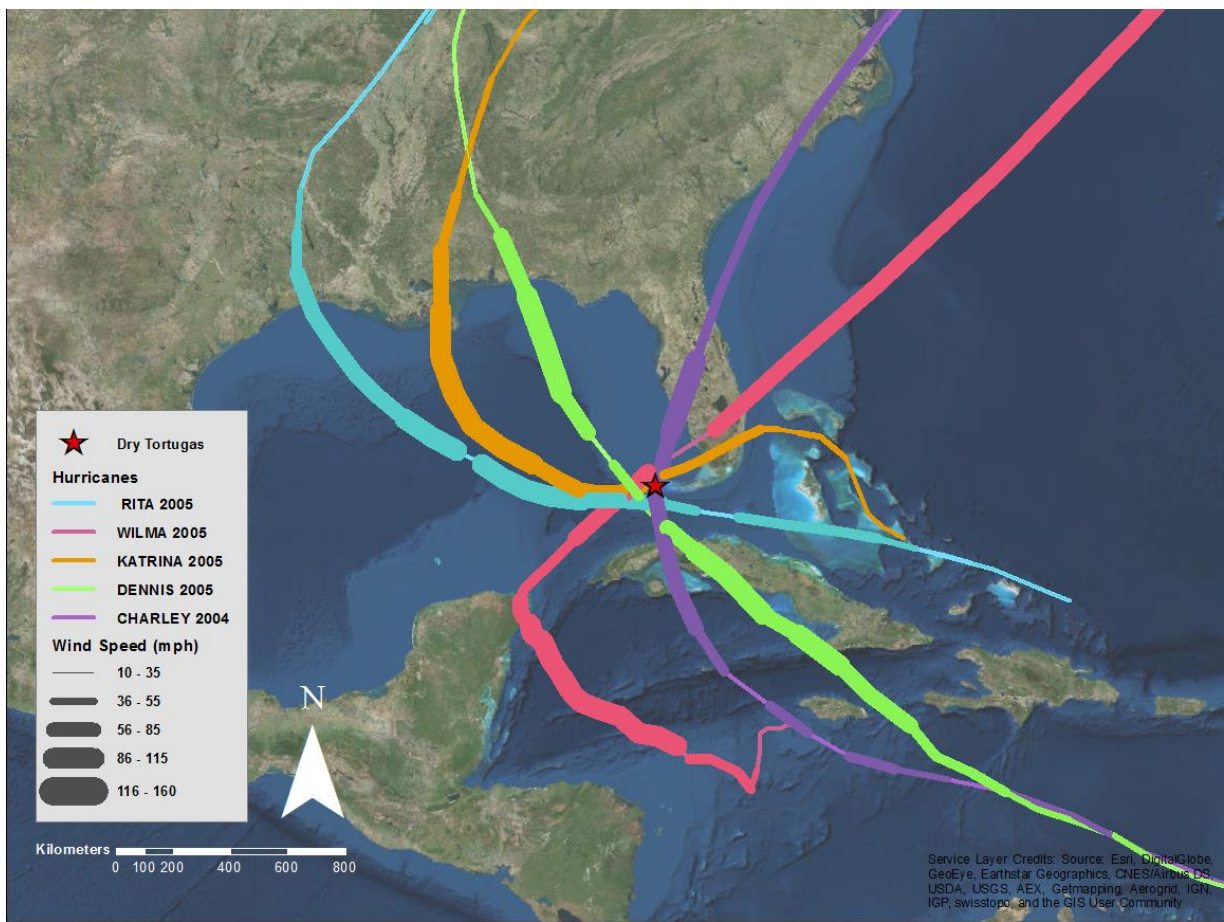 Dry Tortugas
Hurricanes
RITA 2005
WILMA 2005
KATRINA 2005
DENNIS 2005
CHARLEY 2004
Wind Speed (mph)
10 - 35
36 - 55
56 - 85
86 - 115
116 - 160
N
Kilometers
0 100 200 400 600 800
Service Layer Credits: Source: Esri, DigitalGlobe,
GeoEye, Earthstar Geographics, CNES/Airbus DS,
USDA, USGS, AEX, Getmapping, Aerogrid, IGN,
IGP, swisstopo, and the GIS User Community